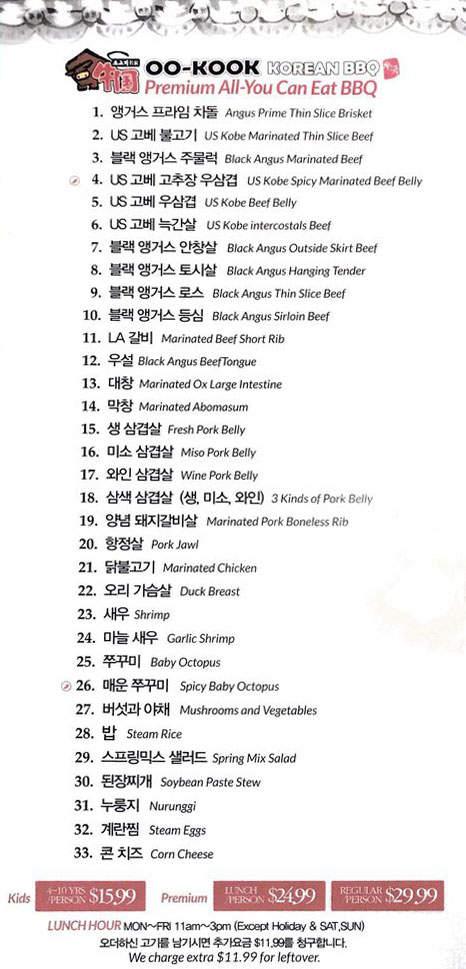 우국 OO-KOOK KOREAN BBQ
Premium All-You Can Eat BBQ
1. 앵거스 프라임 차돌 Angus Prime Thin Slice Brisket
2. US 고베 불고기 US Kobe Marinated Thin Slice Beef
3. 블랙 앵거스 주물럭 Black Angus Marinated Beef
4. US 고베 고추장 우삼겹 US Kobe Spicy Marinated Beef Belly
5. US 고베 우삼겹 US Kobe Beef Belly
6. US 고베 늑간살 US Kobe intercostals Beef
7. 블랙 앵거스 안창살 Black Angus Outside Skirt Beef
8. 블랙 앵거스 토시살 Black Angus Hanging Tender
9. 블랙 앵거스 로스 Black Angus Thin Slice Beef
10. 블랙 앵거스 등심 Black Angus Sirloin Beef
11. LA 갈비 Marinated Beef Short Rib
12. 우설 Black Angus BeefTongue
13. 대창 Marinated Ox Large Intestine
14. 막창 Marinated Abomasum
15. 생 삼겹살 Fresh Pork Belly
16. 미소 삼겹살 Miso Pork Belly
17. 와인 삼겹살 Wine Pork Belly
18. 삼색 삼겹살 (생, 미소, 와인) 3 Kinds of Pork Belly
19. 양념 돼지갈비살 Marinated Pork Boneless Rib
20. 항정살 Pork Jawl
21. 닭불고기 Marinated Chicken
22. 오리 가슴살 Duck Breast
23. 새우 Shrimp
24. 마늘 새우 Garlic Shrimp
25. 쭈꾸미 Baby Octopus
26. 매운 쭈꾸미 Spicy Baby Octopus
27. 버섯과 야채 Mushrooms and Vegetables
28. 밥 Steam Rice
29. 스프링믹스 샐러드 Spring Mix Salad
30. 된장찌개 Soybean Paste Stew
31. 누룽지 Nurunggi
32. 계란찜 Steam Eggs
33. 콘 치즈 Corn Cheese
Kids 4-10 YRS /PERSON $15,99 Premium LUNCH /PERSON $24,99 REGULAR /PERSON $29,99
LUNCH HOUR MON~FRI 11am~3pm (Except Holiday & SAT,SUN)
오더하신 고기를 남기시면 추가요금 $11,99를 청구합니다.
We charge extra $11.99 for leftover.